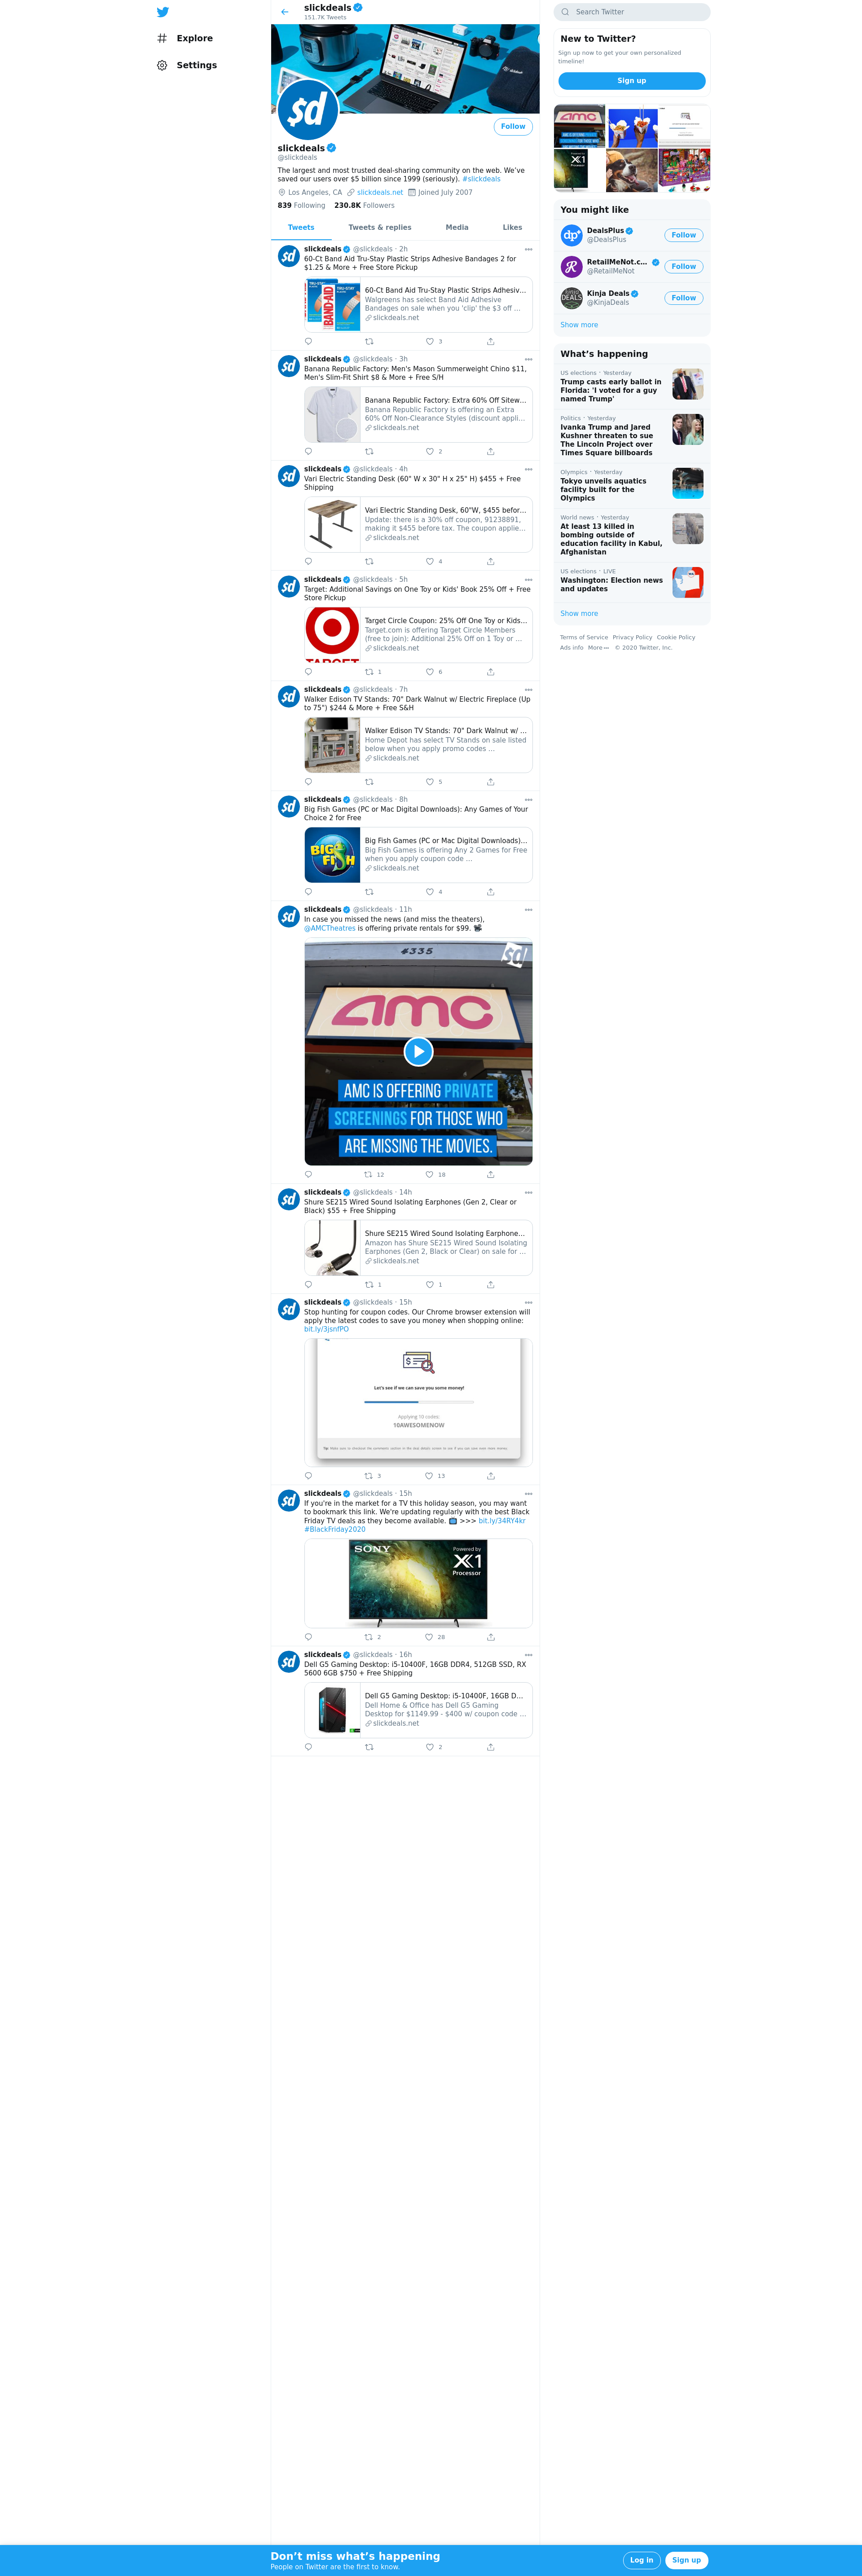 Explore
Settings
slickdeals
151.7K Tweets
$d
Follow
slickdeals
@slickdeals
The largest and most trusted deal-sharing community on the web. We've
saved our users over $5 billion since 1999 (seriously). #slickdeals
Los Angeles, CA slickdeals.net Joined July 2007
839 Following 230.8K Followers
Tweets Tweets & replies Media Likes
slickdeals @slickdeals · 2h
60-Ct Band Aid Tru-Stay Plastic Strips Adhesive Bandages 2 for
$1.25 & More + Free Store Pickup
BAND-AID
60-Ct Band Aid Tru-Stay Plastic Strips Adhesiv...
Walgreens has select Band Aid Adhesive
Bandages on sale when you 'clip' the $3 off ...
slickdeals.net
3
slickdeals @slickdeals · 3h
Banana Republic Factory: Men's Mason Summerweight Chino $11,
Men's Slim-Fit Shirt $8 & More + Free S/H
Banana Republic Factory: Extra 60% Off Sitew...
Banana Republic Factory is offering an Extra
60% Off Non-Clearance Styles (discount appli...
slickdeals.net
2
slickdeals @slickdeals · 4h
Vari Electric Standing Desk (60" W x 30" H x 25" H) $455 + Free
Shipping
Vari Electric Standing Desk, 60"W, $455 befor...
Update: there is a 30% off coupon, 91238891,
making it $455 before tax. The coupon applie...
slickdeals.net
4
slickdeals @slickdeals · 5h
Target: Additional Savings on One Toy or Kids' Book 25% Off + Free
Store Pickup
TARGET
Target Circle Coupon: 25% Off One Toy or Kids...
Target.com is offering Target Circle Members
(free to join): Additional 25% Off on 1 Toy or ...
slickdeals.net
1 6
slickdeals @slickdeals · 7h
Walker Edison TV Stands: 70" Dark Walnut w/ Electric Fireplace (Up
to 75") $244 & More + Free S&H
Walker Edison TV Stands: 70" Dark Walnut w/ ...
Home Depot has select TV Stands on sale listed
below when you apply promo codes ...
slickdeals.net
5
slickdeals @slickdeals · 8h
Big Fish Games (PC or Mac Digital Downloads): Any Games of Your
Choice 2 for Free
BIG FISH
Big Fish Games (PC or Mac Digital Downloads)...
Big Fish Games is offering Any 2 Games for Free
when you apply coupon code ...
slickdeals.net
4
slickdeals @slickdeals · 11h
In case you missed the news (and miss the theaters),
@AMCTheatres is offering private rentals for $99.
4335
$d
amc
AMC IS OFFERING PRIVATE
SCREENINGS FOR THOSE WHO
ARE MISSING THE MOVIES.
12 18
slickdeals @slickdeals · 14h
Shure SE215 Wired Sound Isolating Earphones (Gen 2, Clear or
Black) $55 + Free Shipping
Shure SE215 Wired Sound Isolating Earphone...
Amazon has Shure SE215 Wired Sound Isolating
Earphones (Gen 2, Black or Clear) on sale for ...
slickdeals.net
1 1
slickdeals @slickdeals · 15h
Stop hunting for coupon codes. Our Chrome browser extension will
apply the latest codes to save you money when shopping online:
bit.ly/3jsnfPO
Let's see if we can save you some money!
Applying 10 codes
10AWESOMENOW
3 13
slickdeals @slickdeals · 15h
If you're in the market for a TV this holiday season, you may want
to bookmark this link. We're updating regularly with the best Black
Friday TV deals as they become available. >>> bit.ly/34RY4kr
#BlackFriday2020
SONY
Powered by
X1
Processor
2 28
slickdeals @slickdeals · 16h
Dell G5 Gaming Desktop: i5-10400F, 16GB DDR4, 512GB SSD, RX
5600 6GB $750 + Free Shipping
Dell G5 Gaming Desktop: i5-10400F, 16GB D...
Dell Home & Office has Dell G5 Gaming
Desktop for $1149.99 - $400 w/ coupon code ...
slickdeals.net
2
Search Twitter
New to Twitter?
Sign up now to get your own personalized
timeline!
Sign up
You might like
DealsPlus
@DealsPlus
Follow
RetailMeNot.c...
@RetailMeNot
Follow
Kinja Deals
@KinjaDeals
Follow
Show more
What's happening
US elections · Yesterday
Trump casts early ballot in
Florida: 'I voted for a guy
named Trump'
Politics · Yesterday
Ivanka Trump and Jared
Kushner threaten to sue
The Lincoln Project over
Times Square billboards
Olympics · Yesterday
Tokyo unveils aquatics
facility built for the
Olympics
World news · Yesterday
At least 13 killed in
bombing outside of
education facility in Kabul,
Afghanistan
US elections · LIVE
Washington: Election news
and updates
Show more
Terms of Service Privacy Policy Cookie Policy
Ads info More © 2020 Twitter, Inc.
Don't miss what's happening
People on Twitter are the first to know.
Log in Sign up